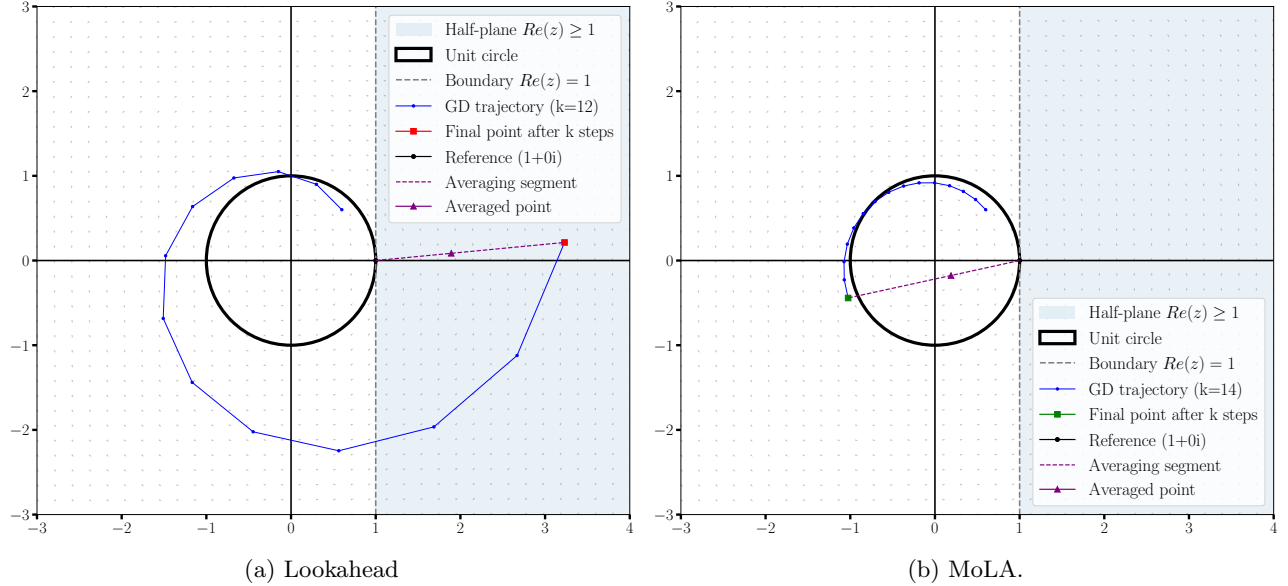 3
2
1
0
−1
−2
−3
−3 −2 −1 0 1 2 3 4
Half-plane Re(z) ≥ 1
Unit circle
Boundary Re(z) = 1
GD trajectory (k=12)
Final point after k steps
Reference (1+0i)
Averaging segment
Averaged point
(a) Lookahead
3
2
1
0
−1
−2
−3
−3 −2 −1 0 1 2 3 4
Half-plane Re(z) ≥ 1
Unit circle
Boundary Re(z) = 1
GD trajectory (k=14)
Final point after k steps
Reference (1+0i)
Averaging segment
Averaged point
(b) MoLA.